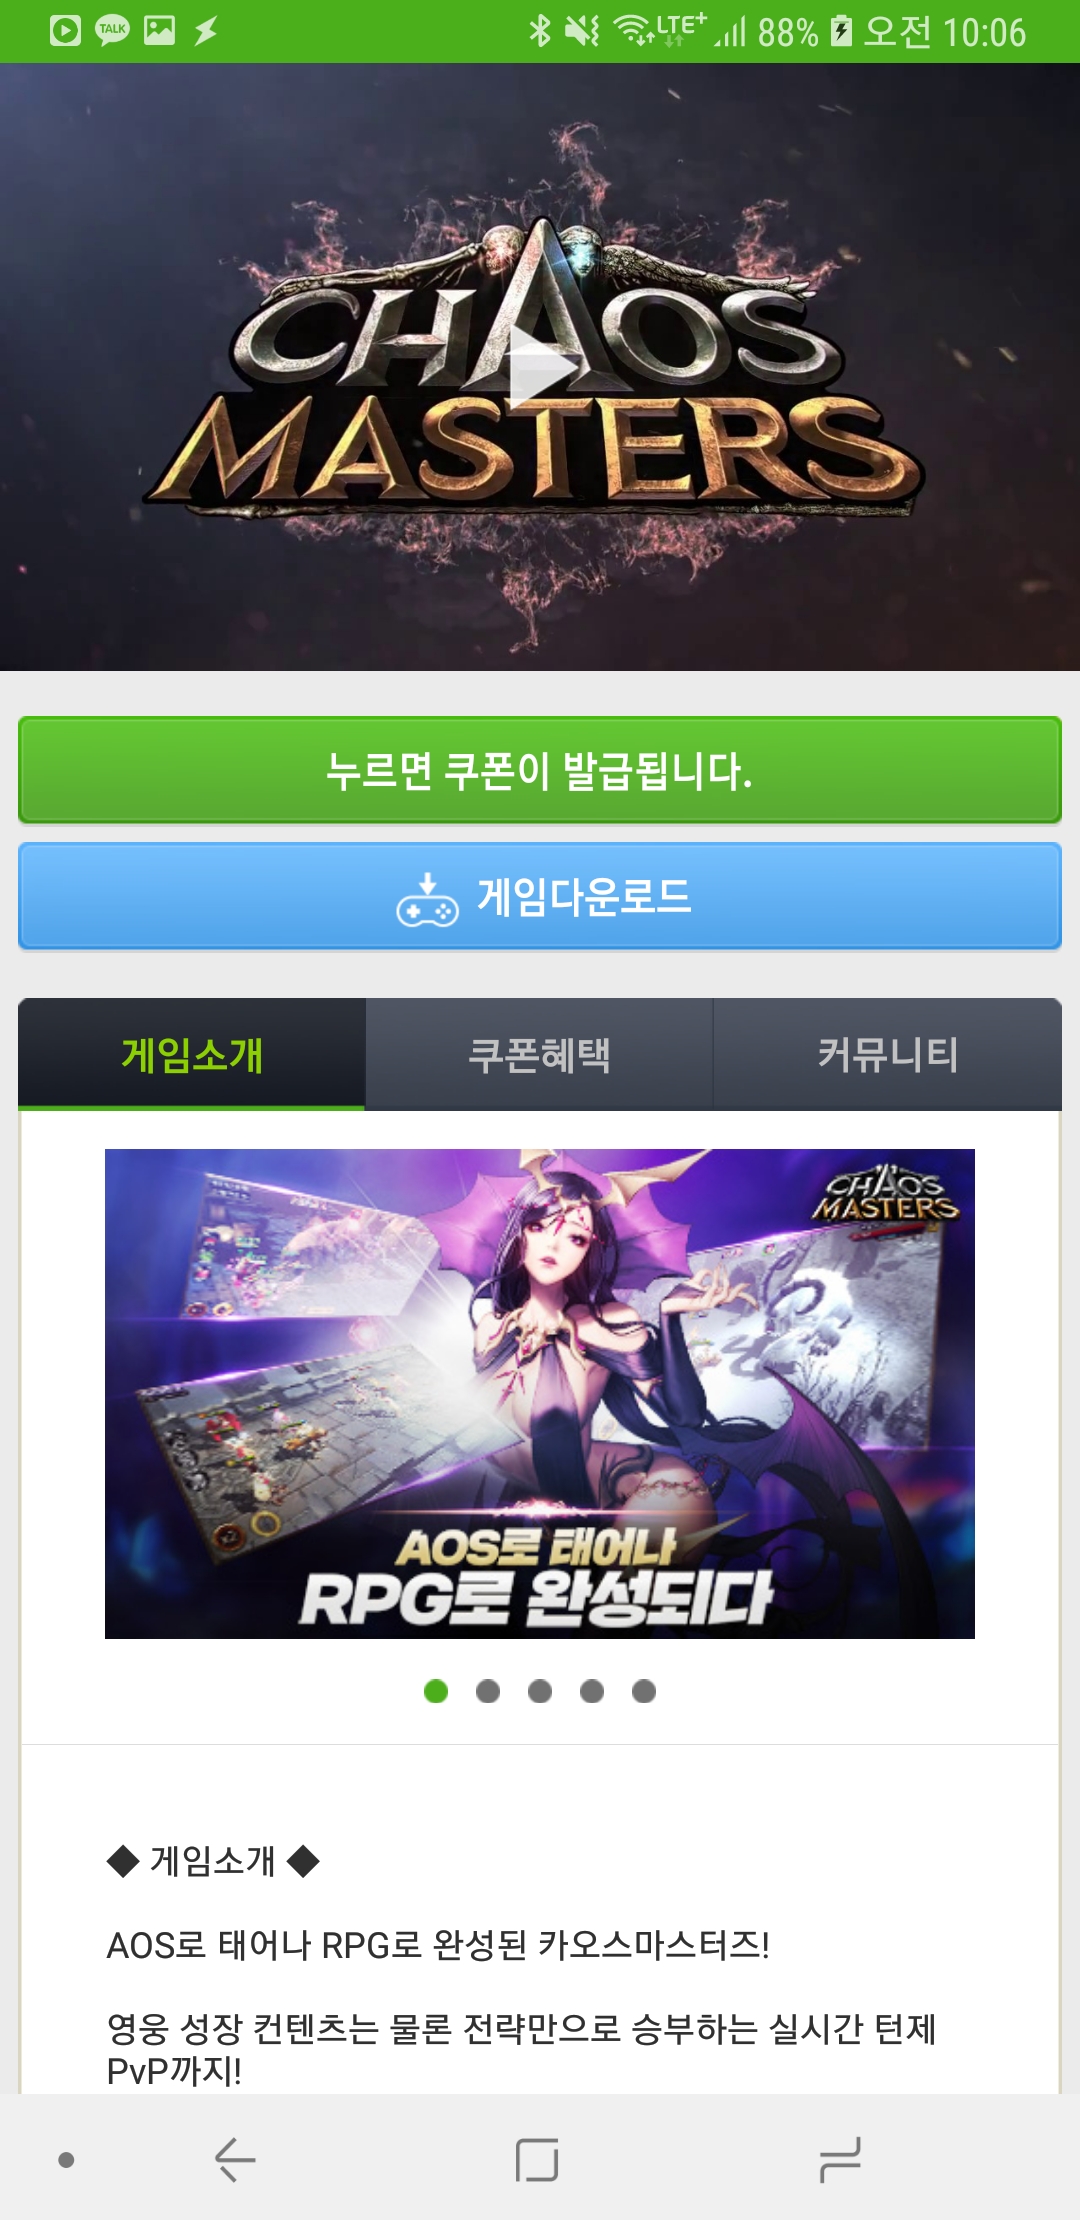 TALK LTE+ 88% 오전 10:06
CHAOS
MASTERS
누르면 쿠폰이 발급됩니다.
게임다운로드
게임소개 쿠폰혜택 커뮤니티
CHAOS
MASTERS
AOS로 태어나
RPG로 완성되다
◆ 게임소개 ◆
AOS로 태어나 RPG로 완성된 카오스마스터즈!
영웅 성장 컨텐츠는 물론 전략만으로 승부하는 실시간 턴제
PvP까지!